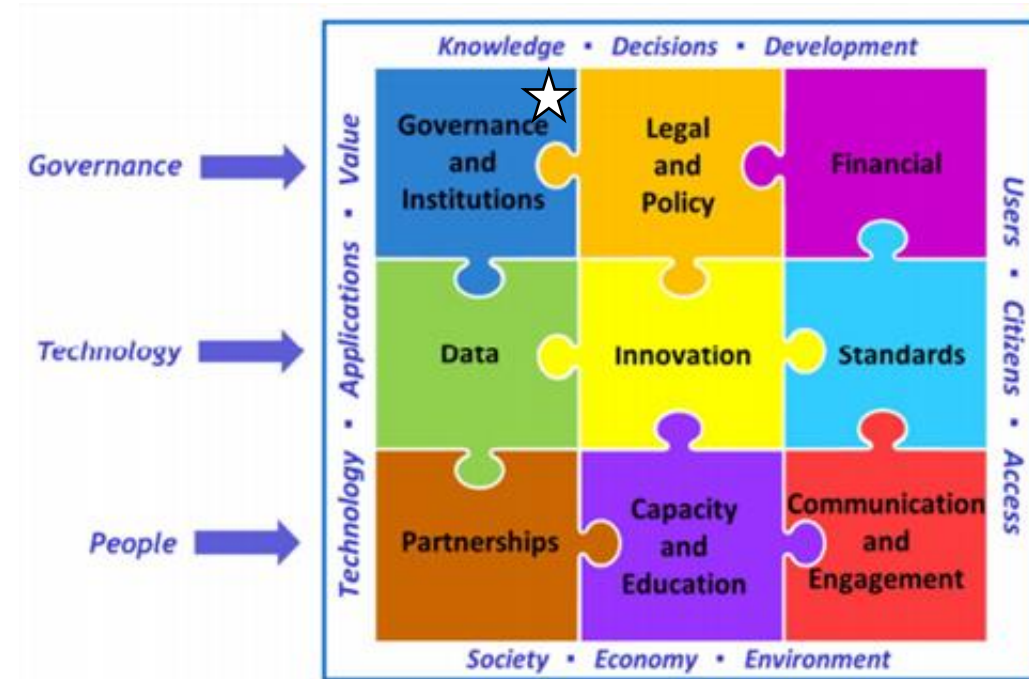 Knowledge ▪ Decisions ▪ Development
Governance
Technology ▪ Applications ▪ Value
Governance
and
Institutions
Legal
and
Policy
Financial
Users ▪ Citizens ▪ Access
Technology
Data
Innovation
Standards
People
Partnerships
Capacity
and
Education
Communication
and
Engagement
Society ▪ Economy ▪ Environment